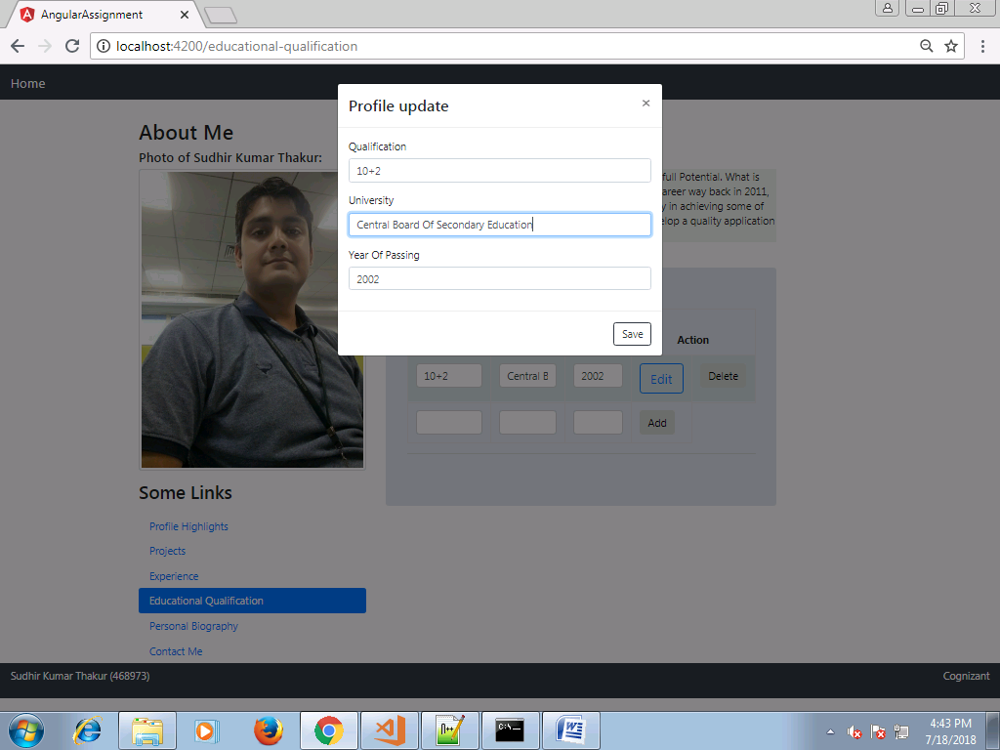 AngularAssignment
localhost:4200/educational-qualification
Home
Profile update
×
About Me
Photo of Sudhir Kumar Thakur:
Qualification
10+2
full Potential. What is
areer way back in 2011,
y in achieving some of
elop a quality application
University
Central Board Of Secondary Education
Year Of Passing
2002
Save
Action
10+2 Central B 2002 Edit Delete
Add
Some Links
Profile Highlights
Projects
Experience
Educational Qualification
Personal Biography
Contact Me
Sudhir Kumar Thakur (468973) Cognizant
4:43 PM
7/18/2018